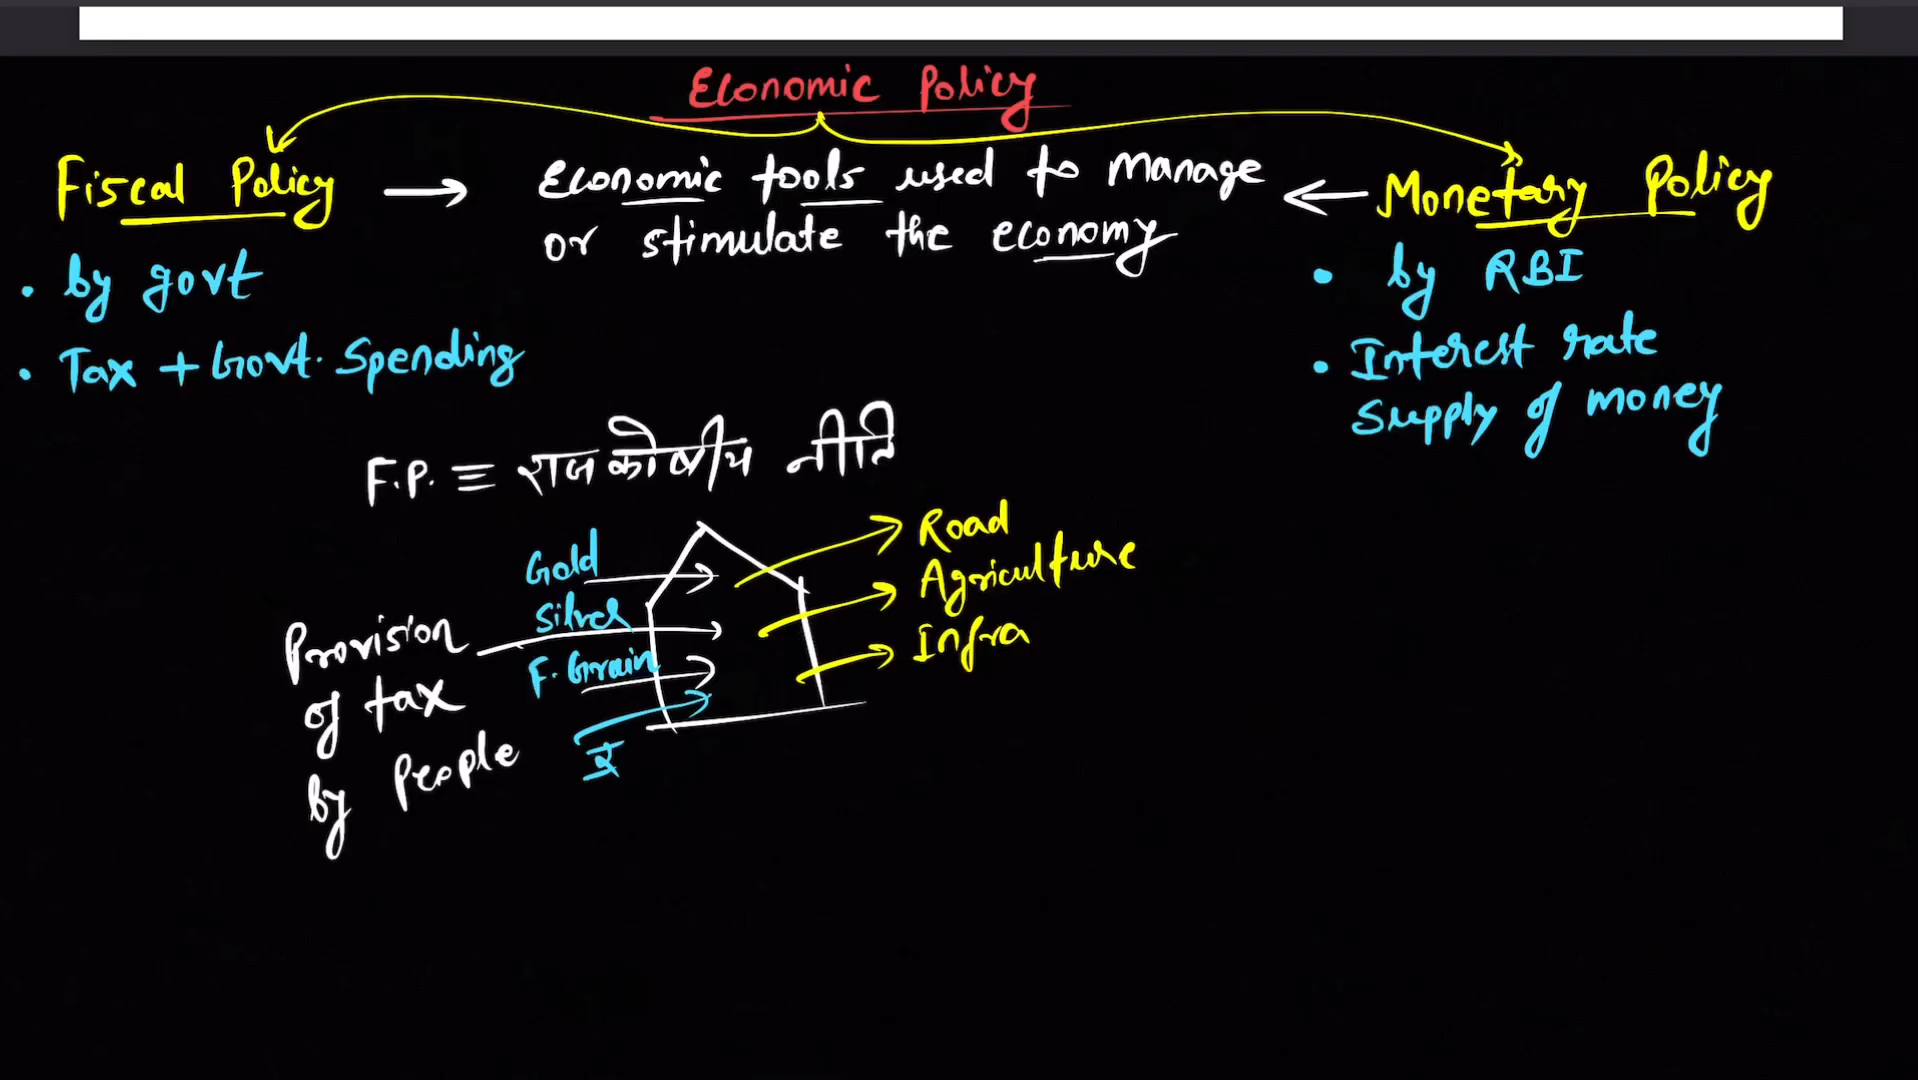 Economic Policy
Fiscal Policy → Economic tools used to manage ← Monetary Policy
or stimulate the economy
• by govt
• Tax + Govt. Spending
• by RBI
• Interest rate
Supply of money
F.P. ≡ राजकोषीय नीति
Gold
Silver
F. Grain
₹
Road
Agriculture
Infra
Provision
of tax
by people